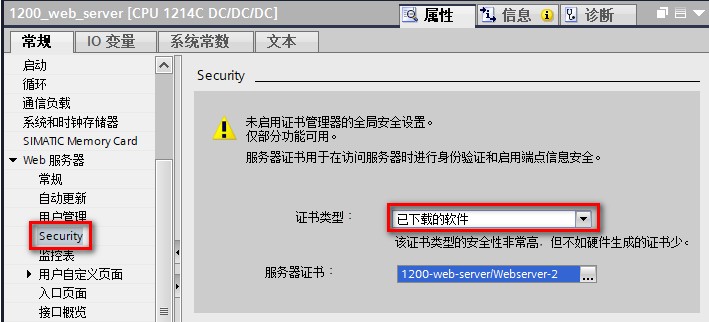 1200_web_server [CPU 1214C DC/DC/DC]
属性
信息
诊断
常规
IO 变量
系统常数
文本
启动
循环
通信负载
系统和时钟存储器
SIMATIC Memory Card
Web 服务器
常规
自动更新
用户管理
Security
监控表
用户自定义页面
入口页面
接口概览
Security
未启用证书管理器的全局安全设置。
仅部分功能可用。
服务器证书用于在访问服务器时进行身份验证和启用端点信息安全。
证书类型：
已下载的软件
该证书类型的安全性非常高，但不如硬件生成的证书少。
服务器证书：
1200-web-server/Webserver-2
...